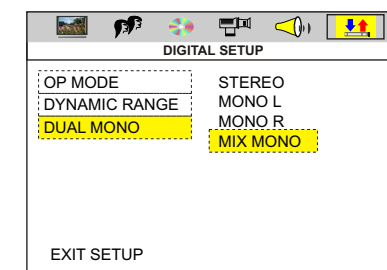 DIGITAL SETUP
OP MODE
DYNAMIC RANGE
DUAL MONO
STEREO
MONO L
MONO R
MIX MONO
EXIT SETUP